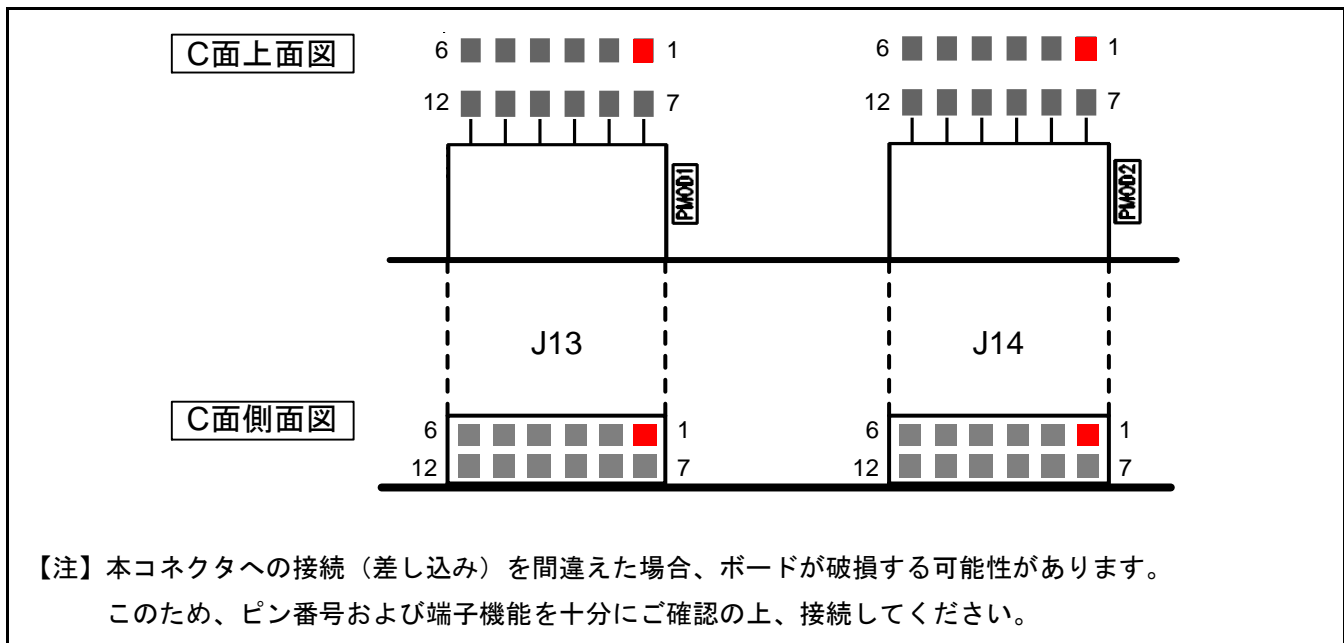 C面上面図
6 1 6 1
12 7 12 7
PMOD1 PMOD2
J13 J14
C面側面図
6 1 6 1
12 7 12 7
【注】本コネクタへの接続（差し込み）を間違えた場合、ボードが破損する可能性があります。
このため、ピン番号および端子機能を十分にご確認の上、接続してください。